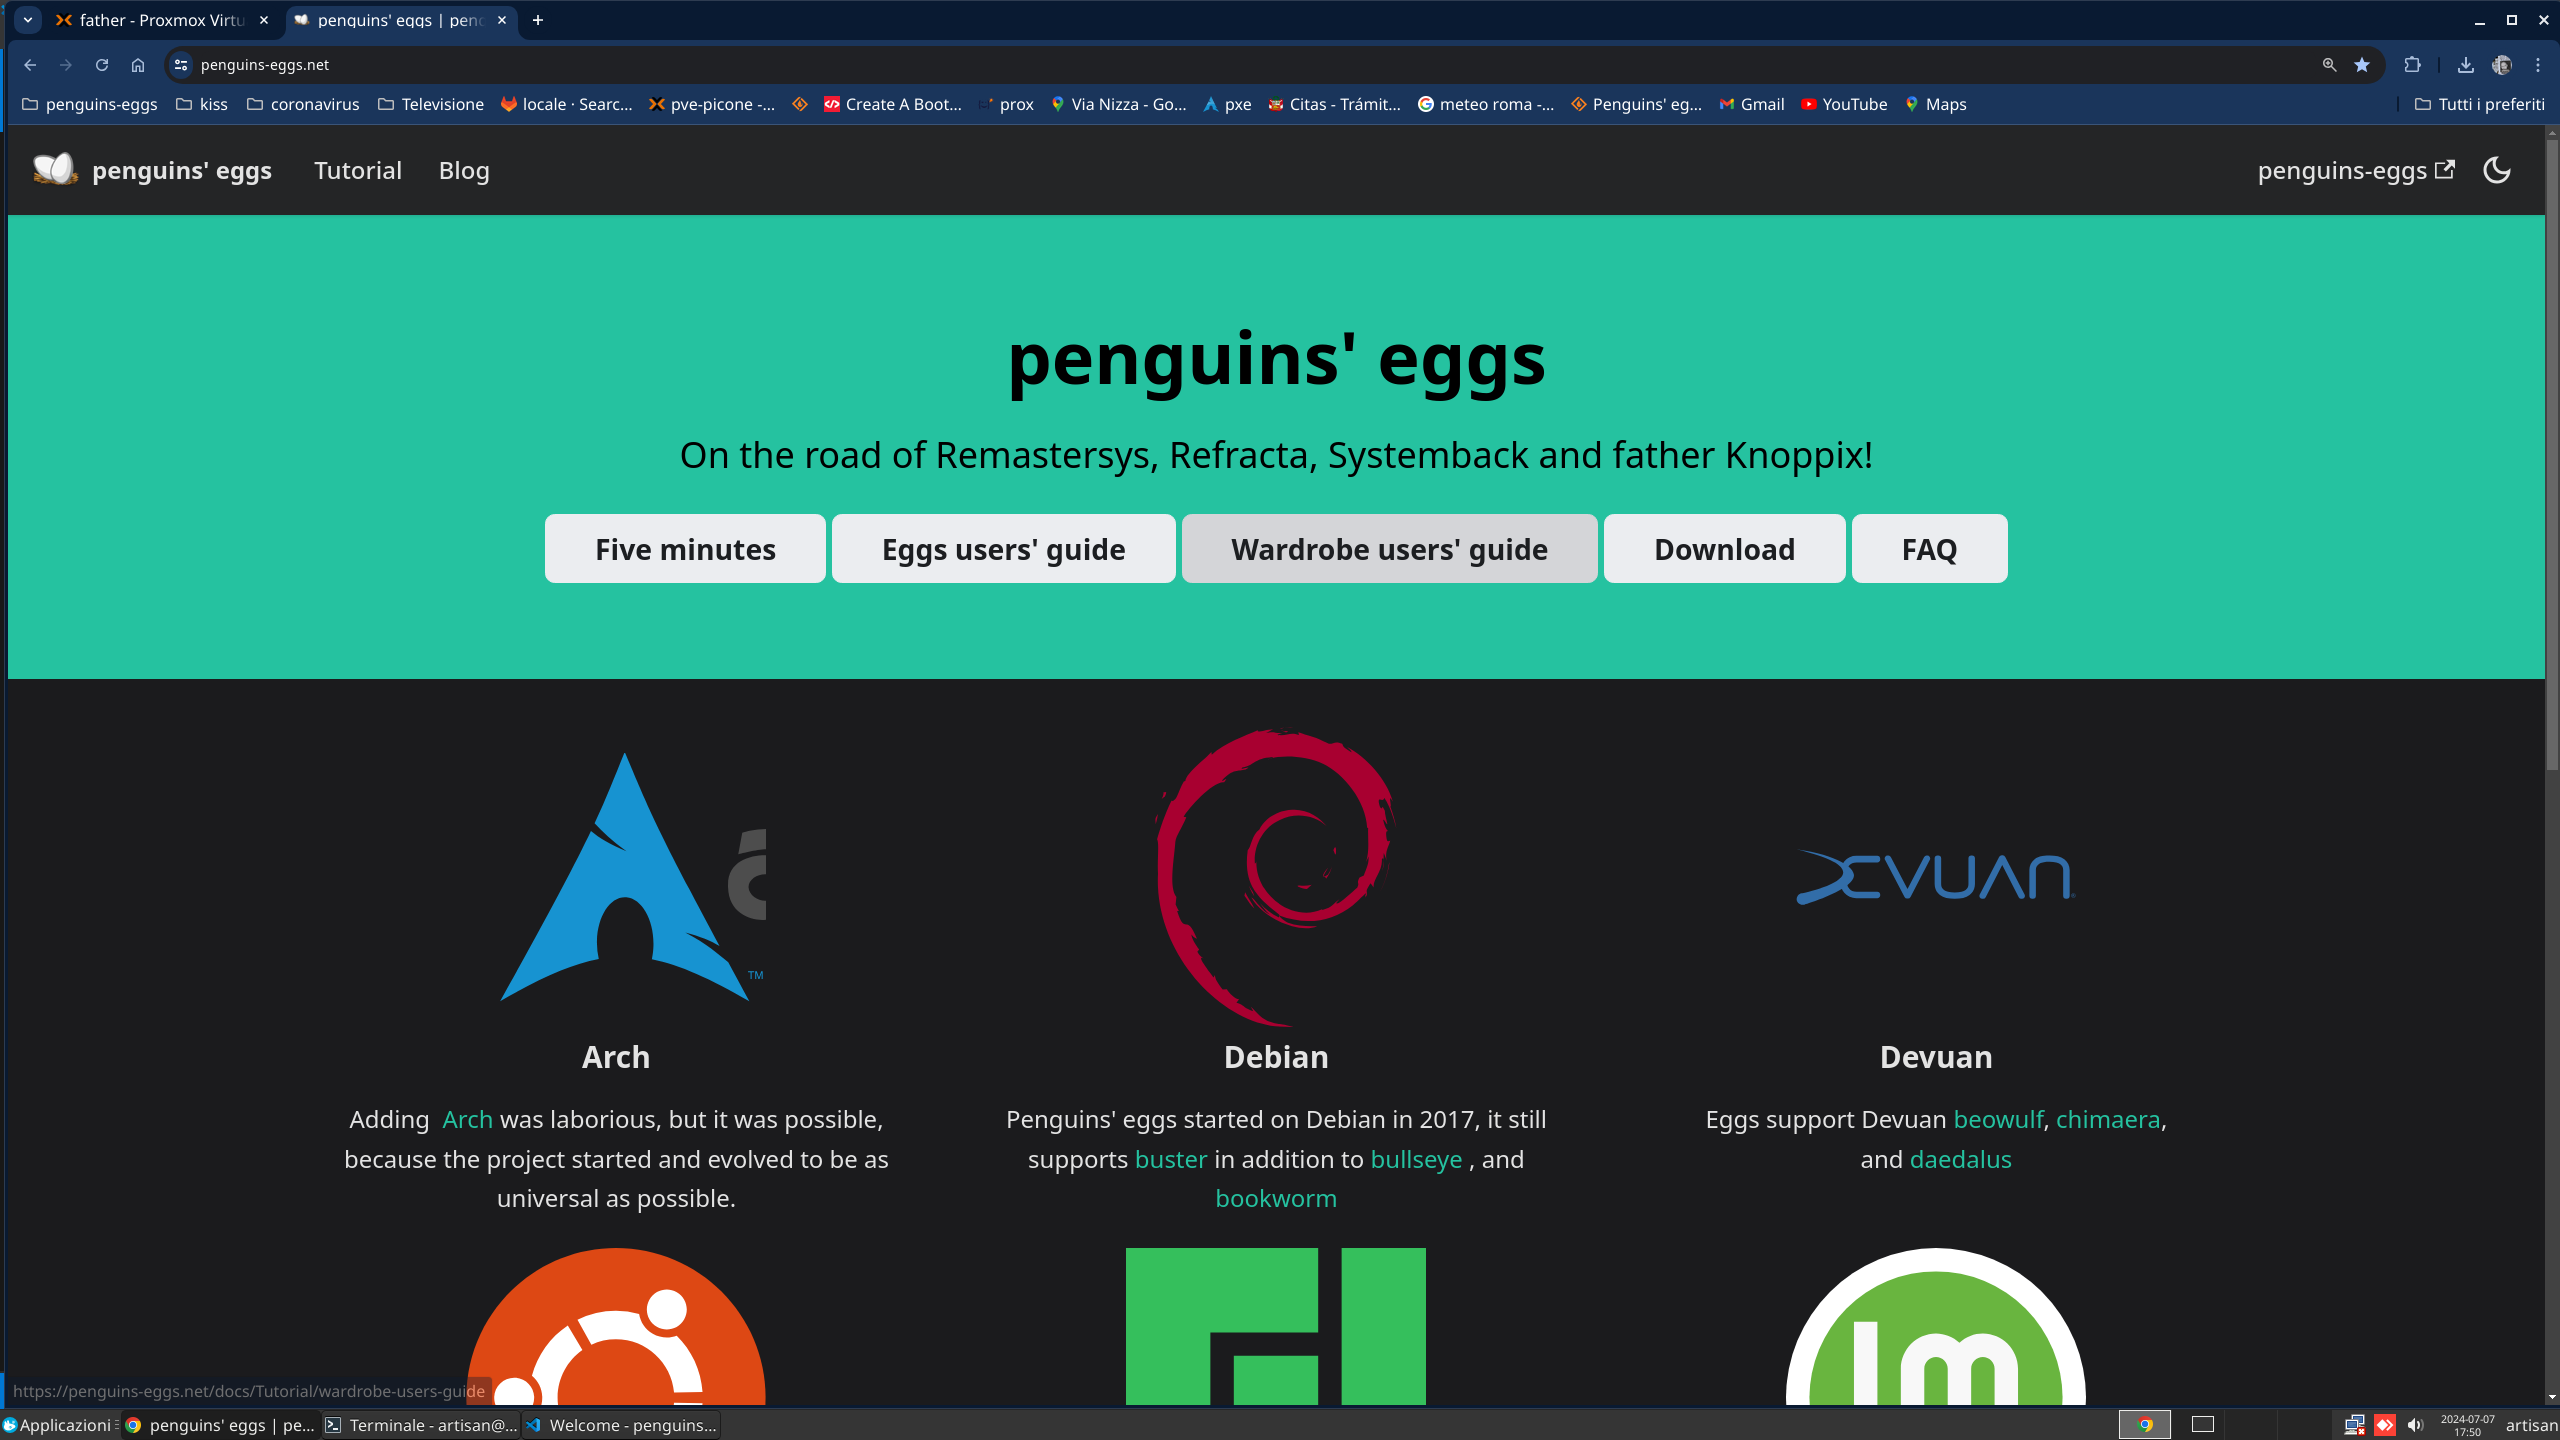 father - Proxmox Virtu
penguins' eggs | peng
penguins-eggs.net
penguins-eggs
kiss
coronavirus
Televisione
locale · Searc...
pve-picone -...
Create A Boot...
prox
Via Nizza - Go...
pxe
Citas - Trámit...
meteo roma -...
Penguins' eg...
Gmail
YouTube
Maps
Tutti i preferiti
penguins' eggs
Tutorial
Blog
penguins-eggs
penguins' eggs
On the road of Remastersys, Refracta, Systemback and father Knoppix!
Five minutes
Eggs users' guide
Wardrobe users' guide
Download
FAQ
TM
DEVUAN
Arch
Adding Arch was laborious, but it was possible,
because the project started and evolved to be as
universal as possible.
Debian
Penguins' eggs started on Debian in 2017, it still
supports buster in addition to bullseye , and
bookworm
Devuan
Eggs support Devuan beowulf, chimaera,
and daedalus
lm
https://penguins-eggs.net/docs/Tutorial/wardrobe-users-guide
Applicazioni
penguins' eggs | pe...
Terminale - artisan@...
Welcome - penguins...
2024-07-07
17:50
artisan